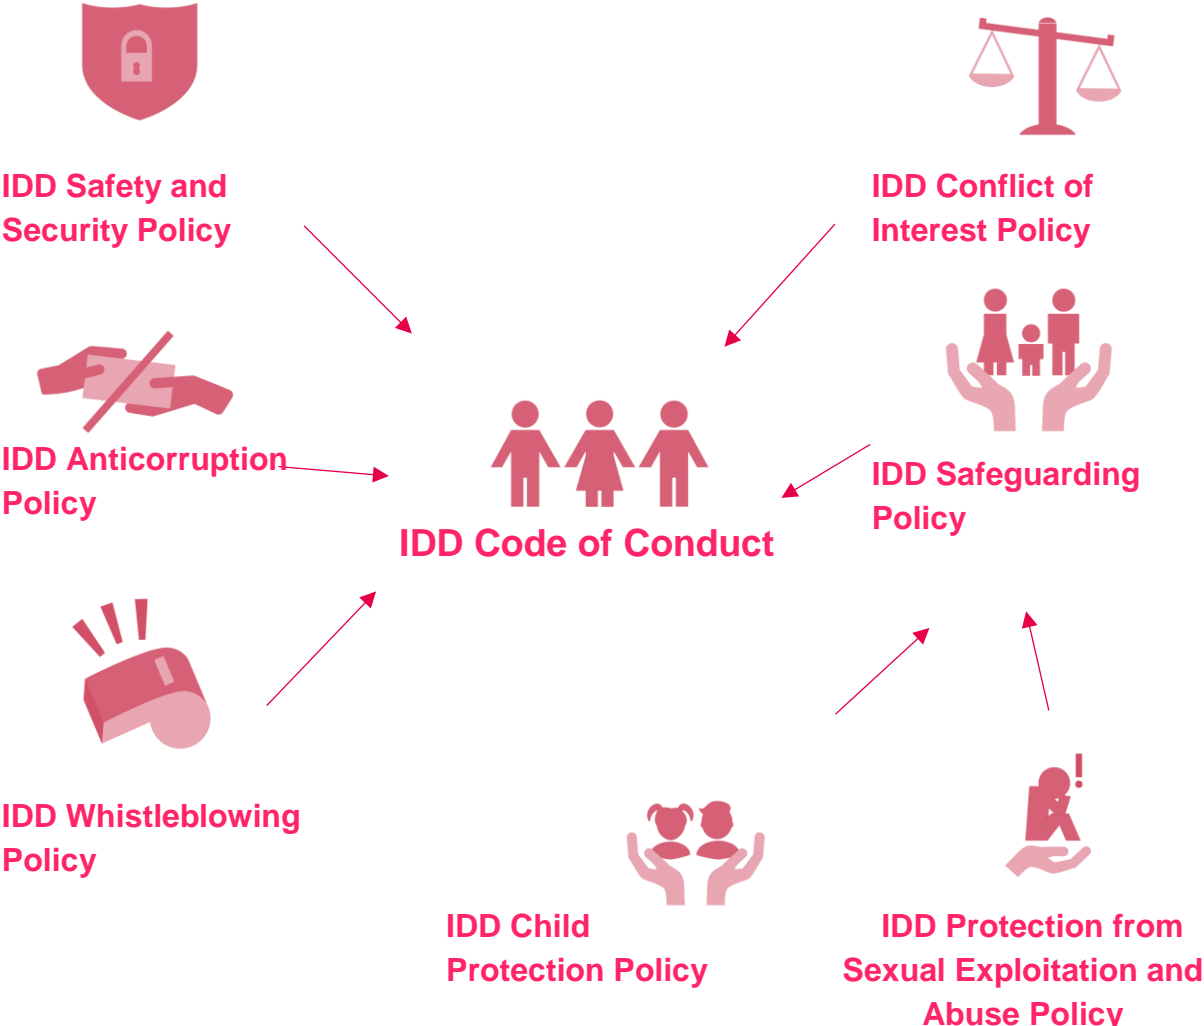 IDD Safety and
Security Policy
IDD Conflict of
Interest Policy
IDD Anticorruption
Policy
IDD Safeguarding
Policy
IDD Code of Conduct
IDD Whistleblowing
Policy
IDD Child
Protection Policy
IDD Protection from
Sexual Exploitation and
Abuse Policy